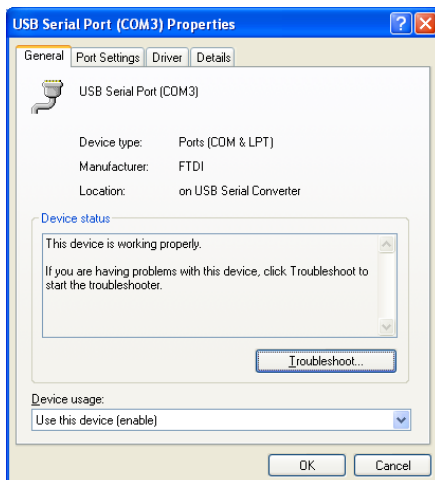 USB Serial Port (COM3) Properties
General Port Settings Driver Details
USB Serial Port (COM3)
Device type: Ports (COM & LPT)
Manufacturer: FTDI
Location: on USB Serial Converter
Device status
This device is working properly.
If you are having problems with this device, click Troubleshoot to
start the troubleshooter.
Troubleshoot...
Device usage:
Use this device (enable)
OK Cancel